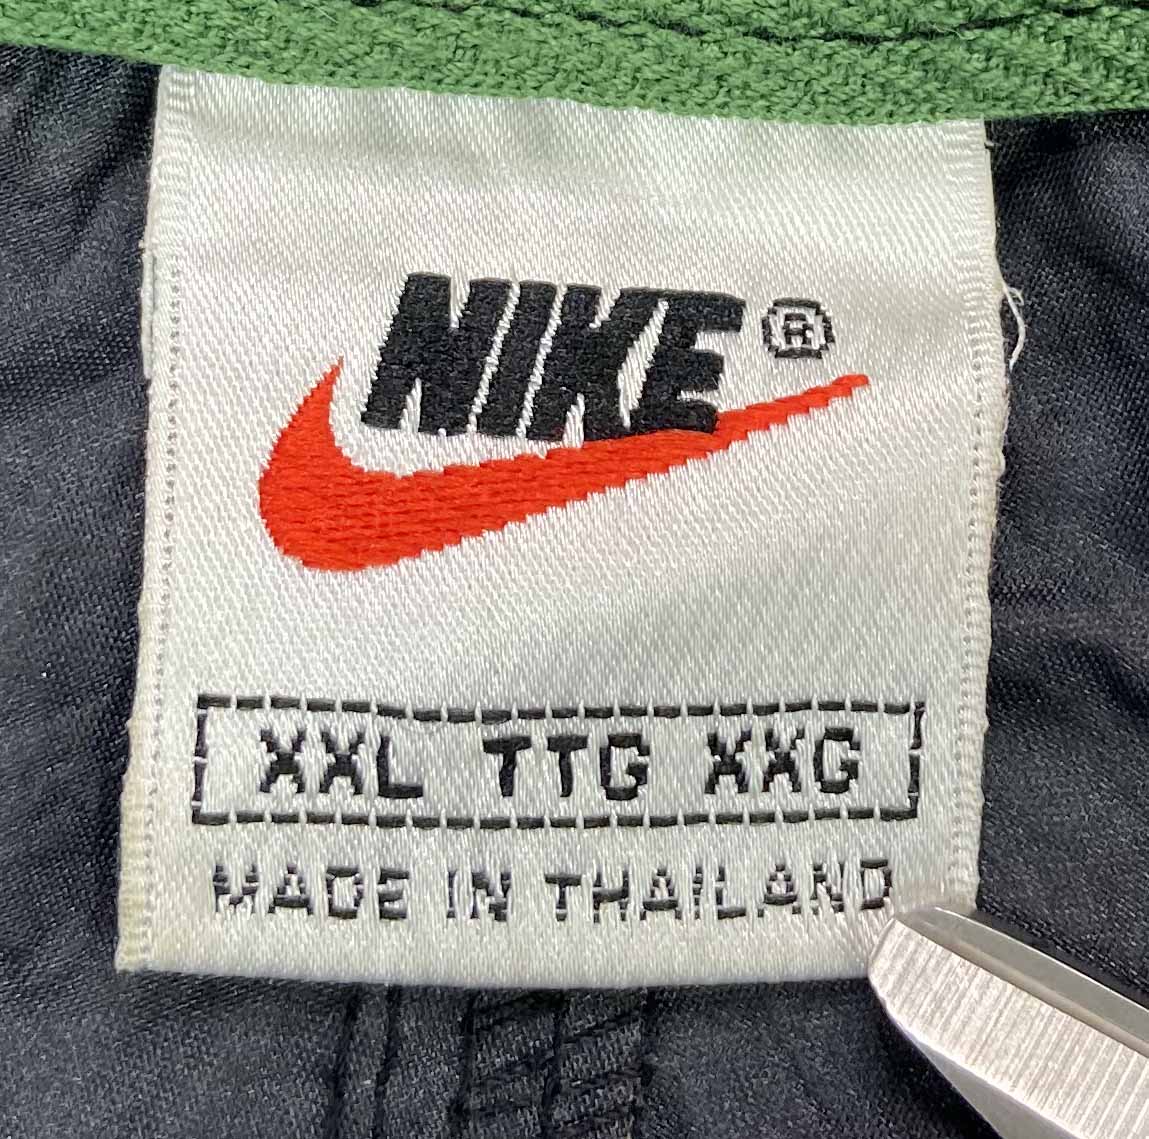 NIKE ®
XXL TTG XXG
MADE IN THAILAND